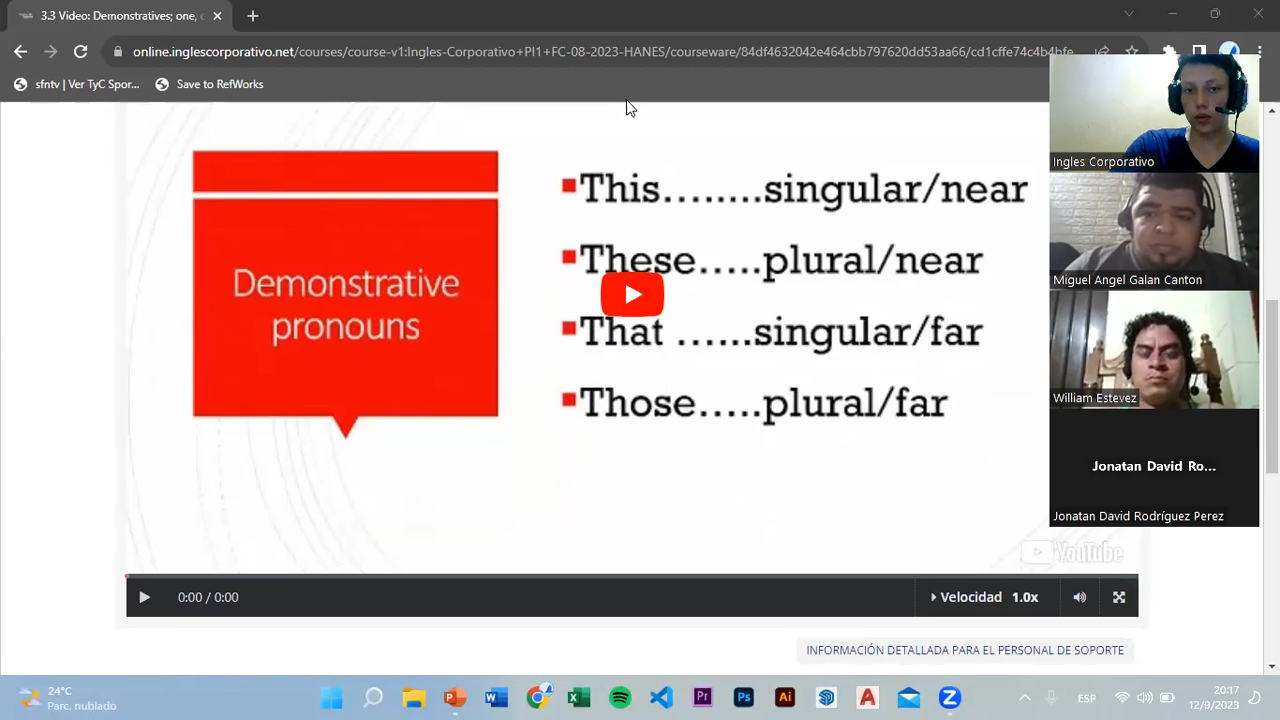 3.3 Video: Demonstratives; one,
online.inglescorporativo.net/courses/course-v1:Ingles-Corporativo+PI1+FC-08-2023-HANES/courseware/84df4632042e464cbb797620dd53aa66/cd1cffe74c4b4bfe
sfntv | Ver TyC Spor...
Save to RefWorks
Demonstrative
pronouns
This........singular/near
These.....plural/near
That ......singular/far
Those.....plural/far
YouTube
0:00 / 0:00
Velocidad 1.0x
INFORMACIÓN DETALLADA PARA EL PERSONAL DE SOPORTE
Ingles Corporativo
Miguel Angel Galan Canton
William Estevez
Jonatan David Ro...
Jonatan David Rodríguez Perez
24°C
Parc. nublado
ESP
20:17
12/9/2023